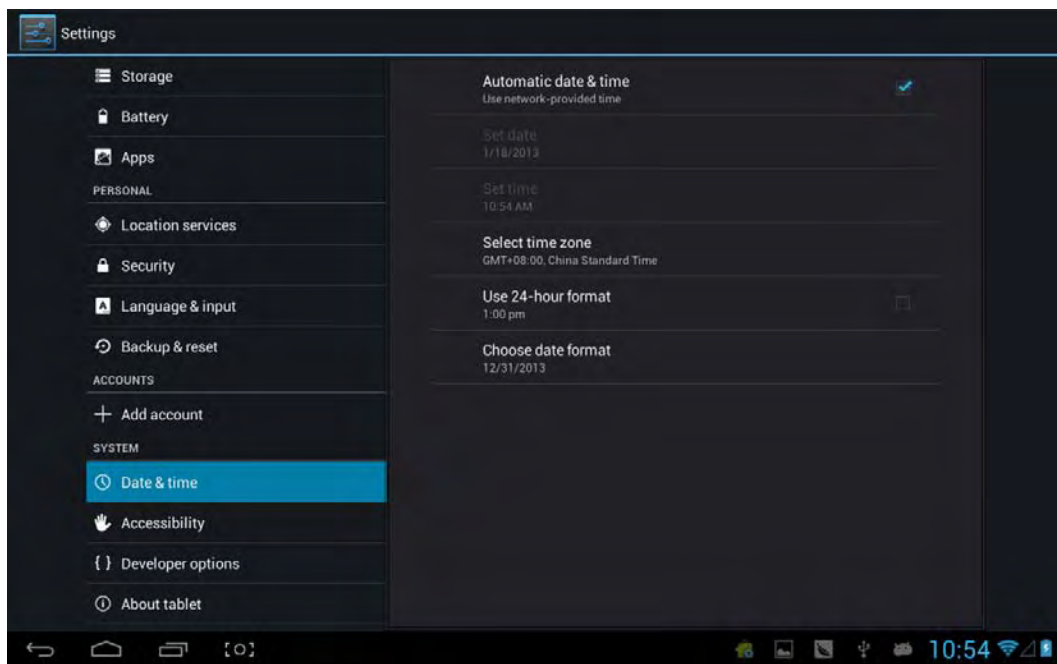 Settings
Storage
Battery
Apps
PERSONAL
Location services
Security
Language & input
Backup & reset
ACCOUNTS
Add account
SYSTEM
Date & time
Accessibility
{ } Developer options
About tablet
Automatic date & time
Use network-provided time
Set date
1/18/2013
Set time
10:54 AM
Select time zone
GMT+08:00, China Standard Time
Use 24-hour format
1:00 pm
Choose date format
12/31/2013
10:54